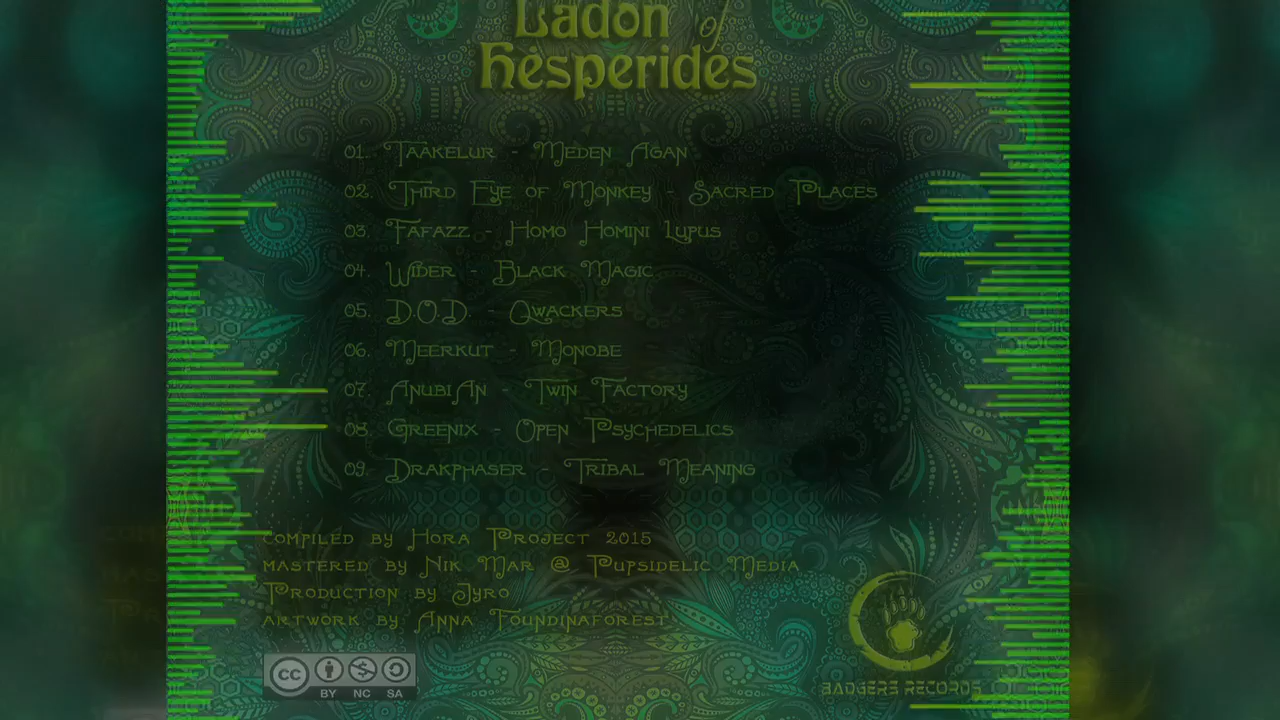 Ladon of
Hesperides
01. Taakelur - Meden Agan
02. Third Eye of Monkey - Sacred Places
03. Fafazz - Homo Homini Lupus
04. Wider - Black Magic
05. D.O.D. - Qwackers
06. Meerkut - Mono.be
07. AnubiAn - Twin Factory
08. Greenix - Open Psychedelics
09. Drakphaser - Tribal Meaning
compiled by Hora Project 2015
mastered by Nik Mar @ Pupsidelic Media
Production by Jyro
artwork by Anna Foundinaforest
cc BY NC SA
BADGERS RECORDS